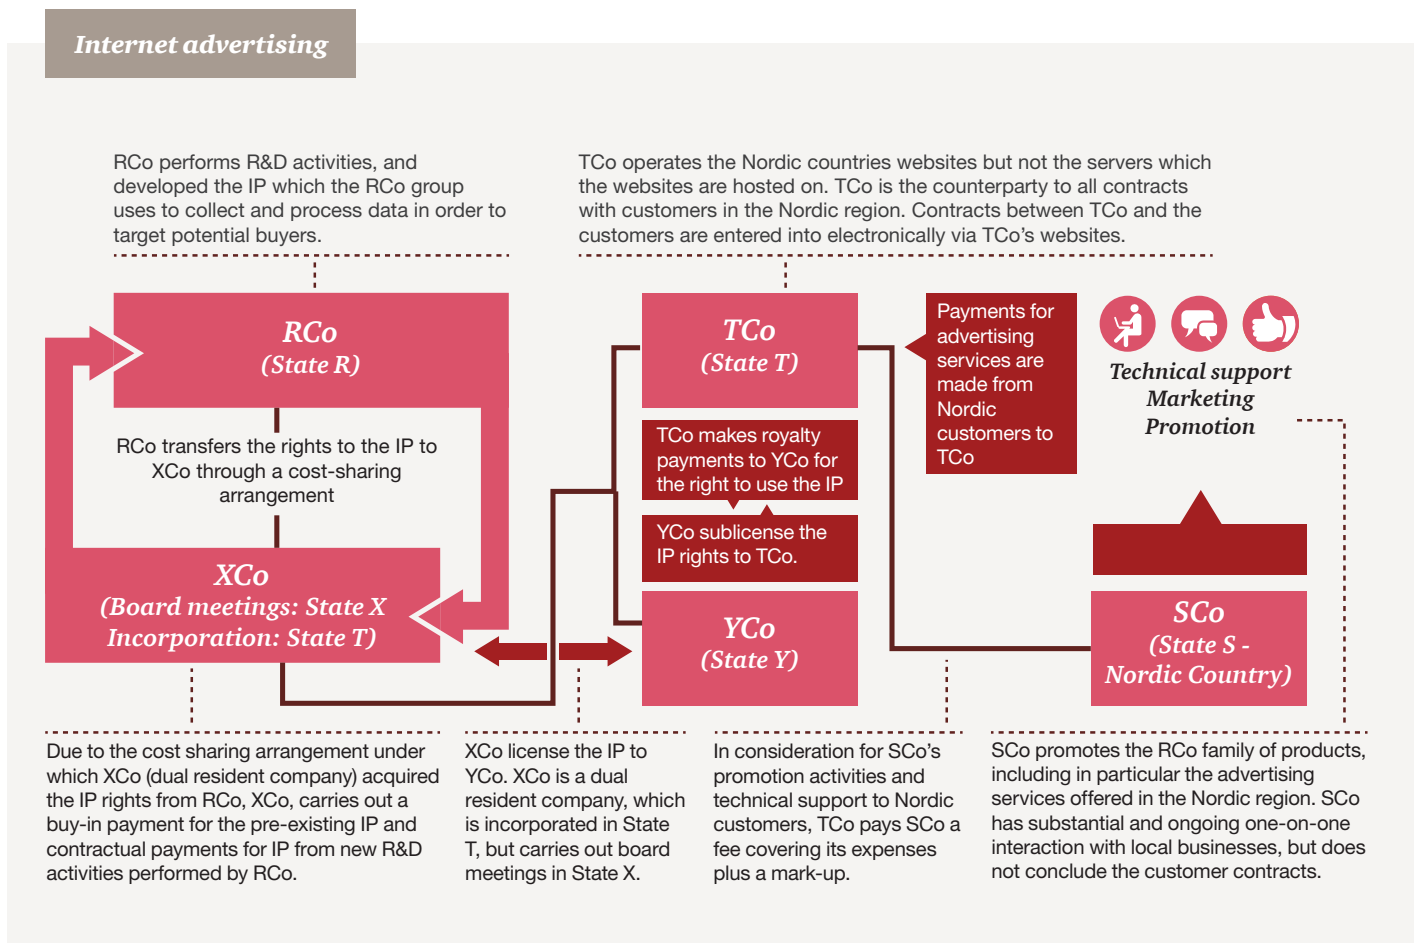 Internet advertising
RCo performs R&D activities, and
developed the IP which the RCo group
uses to collect and process data in order to
target potential buyers.
TCo operates the Nordic countries websites but not the servers which
the websites are hosted on. TCo is the counterparty to all contracts
with customers in the Nordic region. Contracts between TCo and the
customers are entered into electronically via TCo's websites.
RCo
(State R)
RCo transfers the rights to the IP to
XCo through a cost-sharing
arrangement
XCo
(Board meetings: State X
Incorporation: State T)
TCo
(State T)
TCo makes royalty
payments to YCo for
the right to use the IP
YCo sublicense the
IP rights to TCo.
YCo
(State Y)
Payments for
advertising
services are
made from
Nordic
customers to
TCo
Technical support
Marketing
Promotion
SCo
(State S -
Nordic Country)
Due to the cost sharing arrangement under
which XCo (dual resident company) acquired
the IP rights from RCo, XCo, carries out a
buy-in payment for the pre-existing IP and
contractual payments for IP from new R&D
activities performed by RCo.
XCo license the IP to
YCo. XCo is a dual
resident company, which
is incorporated in State
T, but carries out board
meetings in State X.
In consideration for SCo's
promotion activities and
technical support to Nordic
customers, TCo pays SCo a
fee covering its expenses
plus a mark-up.
SCo promotes the RCo family of products,
including in particular the advertising
services offered in the Nordic region. SCo
has substantial and ongoing one-on-one
interaction with local businesses, but does
not conclude the customer contracts.